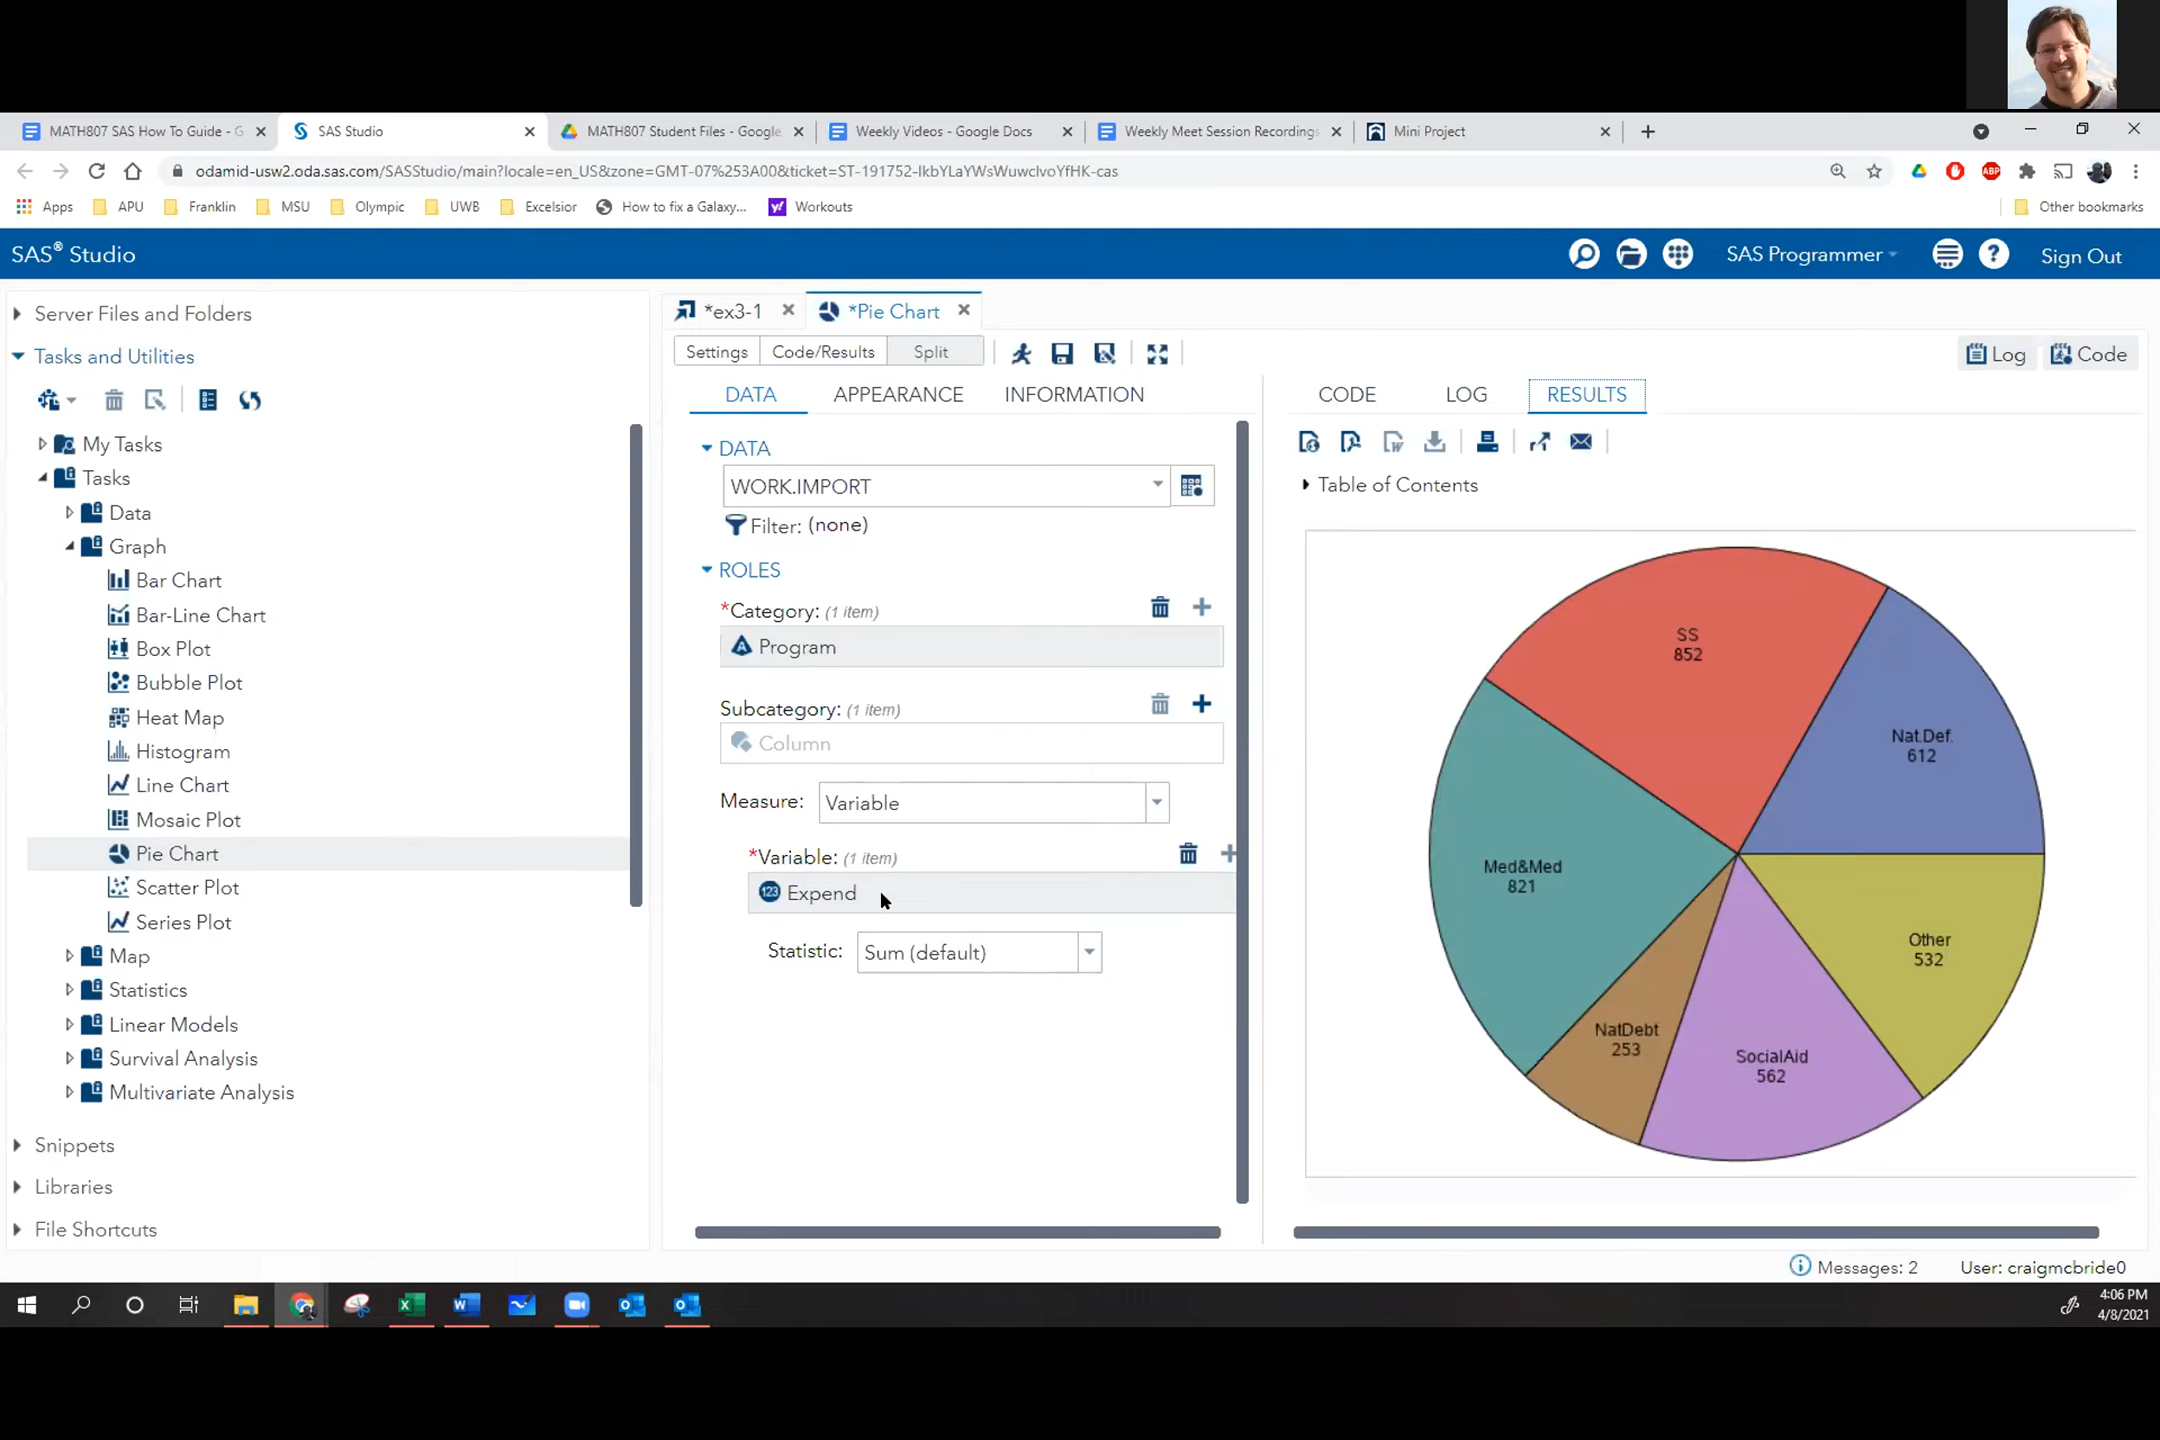 MATH807 SAS How To Guide - G
SAS Studio
MATH807 Student Files - Google
Weekly Videos - Google Docs
Weekly Meet Session Recordings
Mini Project
odamid-usw2.oda.sas.com/SASStudio/main?locale=en_US&zone=GMT-07%253A00&ticket=ST-191752-IkbYLaYWsWuwcIvoYfHK-cas
ABP
Apps
APU
Franklin
MSU
Olympic
UWB
Excelsior
How to fix a Galaxy...
Workouts
Other bookmarks
SAS® Studio
SAS Programmer
Sign Out
Server Files and Folders
Tasks and Utilities
My Tasks
Tasks
Data
Graph
Bar Chart
Bar-Line Chart
Box Plot
Bubble Plot
Heat Map
Histogram
Line Chart
Mosaic Plot
Pie Chart
Scatter Plot
Series Plot
Map
Statistics
Linear Models
Survival Analysis
Multivariate Analysis
Snippets
Libraries
File Shortcuts
*ex3-1
*Pie Chart
Settings
Code/Results
Split
Log
Code
DATA
APPEARANCE
INFORMATION
DATA
WORK.IMPORT
Filter: (none)
ROLES
*Category: (1 item)
Program
Subcategory: (1 item)
Column
Measure:
Variable
*Variable: (1 item)
123
Expend
Statistic:
Sum (default)
CODE
LOG
RESULTS
Table of Contents
SS
852
Nat.Def.
612
Med&Med
821
Other
532
NatDebt
253
SocialAid
562
Messages: 2
User: craigmcbride0
4:06 PM
4/8/2021